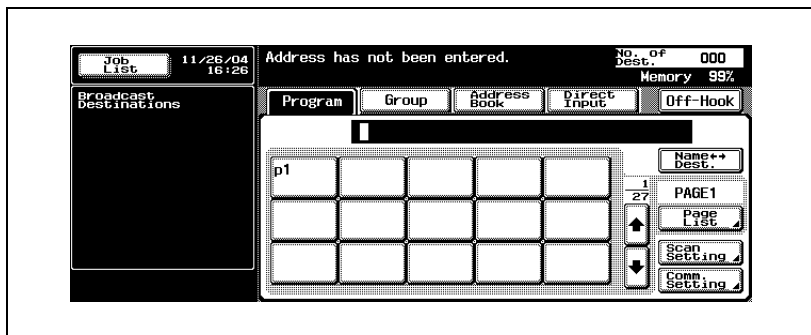 Job List
11/26/04
16:26
Address has not been entered.
No. Of Dest.
000
Memory 99%
Broadcast
Destinations
Program
Group
Address Book
Direct Input
Off-Hook
Name↔
Dest.
p1
1
27
PAGE1
Page List
Scan
Setting
Comm.
Setting